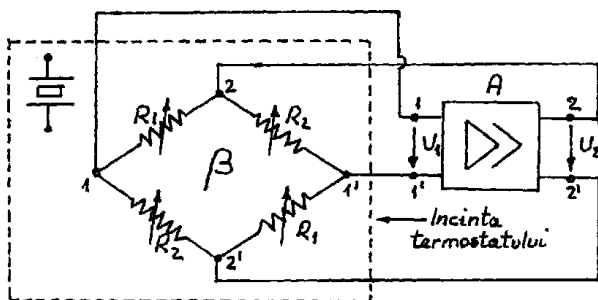 2
1
A
2
R₁
R₂
1
β
1'
U₁
U₂
1'
2'
R₂
R₁
2'
Incinta
termostatului